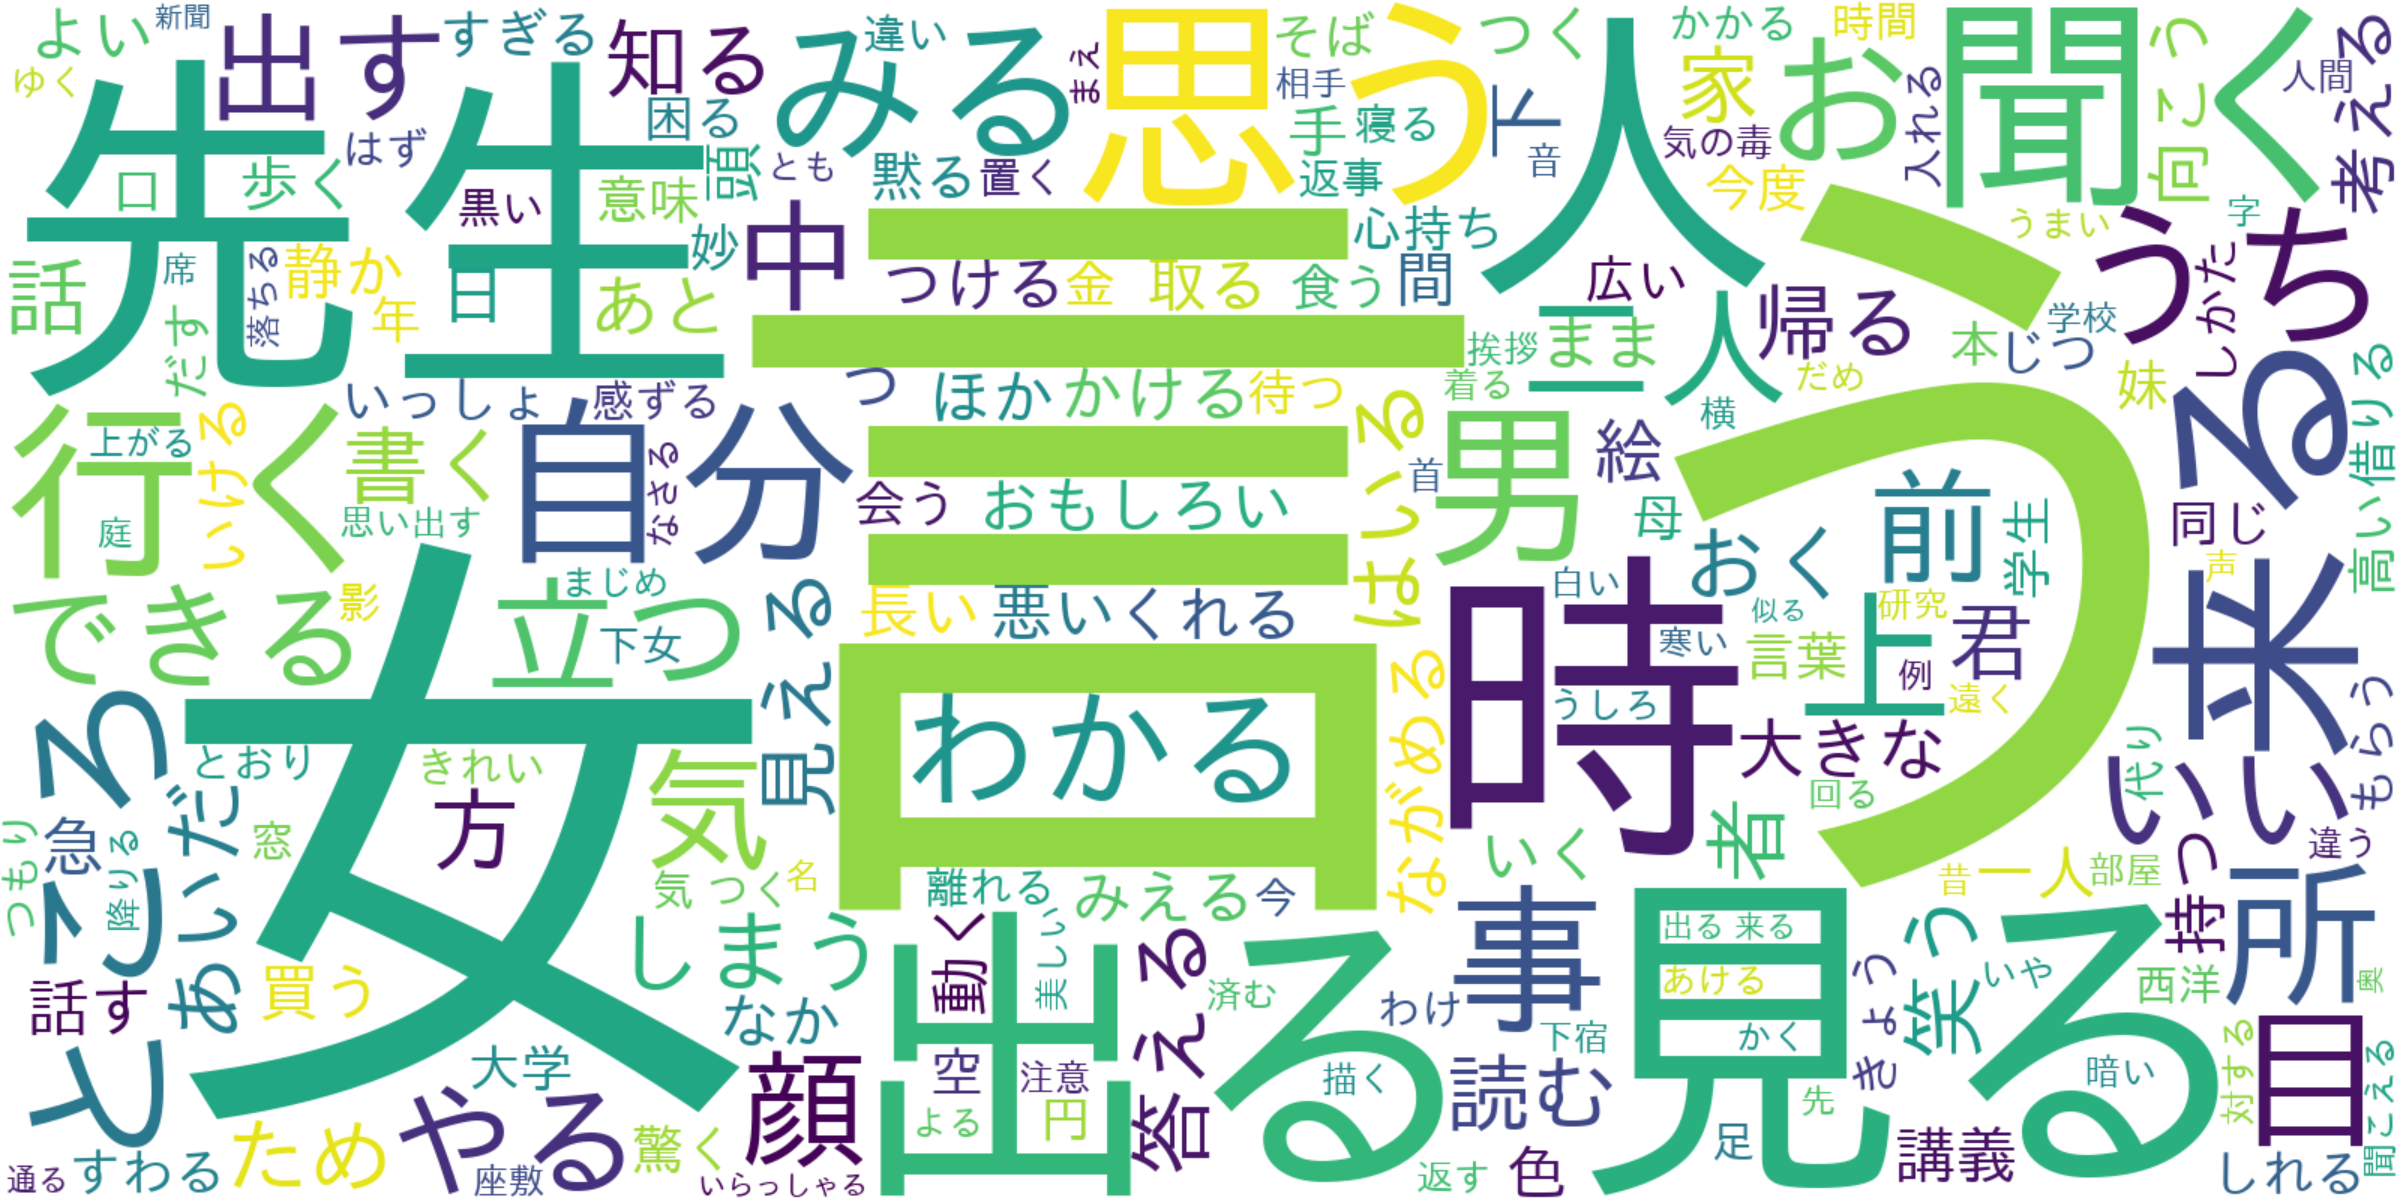 よい
新聞
出す
すぎる
知る
みる
違い
まえ
思う
そば
つく
かかる
時間
お
聞く
向こう
考える
ゆく
先生
はず
困る
相手
人
家
人間
入れる
口
歩く
黒い
意味
頭
とも
黙る
置く
手
寝る
返事
下
音
気の毒
今度
うまい
字
話
席
落ちる
静か
年
日
あと
妙
中
言う
心持ち
つける
金
取る
食う
間
広い
二人
帰る
うち
しかた
だす
いっしょ
感ずる
つ
ほか
かける
待つ
挨拶
まま
着る
だめ
本
じつ
学校
妹
借りる
行く
上がる
いける
書く
自分
なさる
会う
おもしろい
はいる
首
男
絵
横
母
おく
前
学生
同じ
来る
高い
声
庭
思い出す
できる
影
女
まじめ
立つ
下女
見える
長い
悪い
くれる
ながめる
時
白い
似る
研究
寒い
言葉
上
君
例
遠く
うしろ
大きな
ところ
とおり
きれい
わかる
いい
代り
もらう
急
あいだ
窓
方
気
回る
者
いく
つもり
降りる
気
つく
名
離れる
みえる
今
昔
一人
部屋
持つ
違う
所
話す
買う
しまう
なか
出る
動く
美しい
答える
済む
わけ
事
見る
出る
来る
あける
かく
きょう
笑う
いや
西洋
奥
大学
やる
顔
空
注意
よる
円
描く
下宿
読む
先
暗い
対する
目
聞こえる
通る
すわる
ため
座敷
驚く
いらっしゃる
返す
色
足
講義
しれる